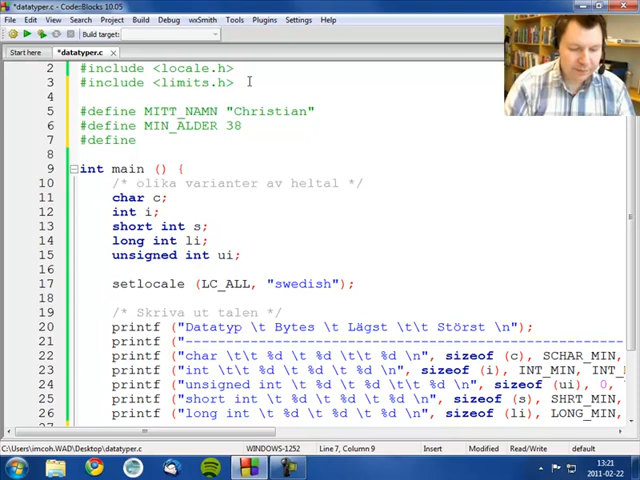 *datatyper.c - Code::Blocks 10.05
File Edit View Search Project Build Debug wxSmith Tools Plugins Settings Help
Build target:
Start here *datatyper.c
2 #include <locale.h>
3 #include <limits.h>
4
5 #define MITT_NAMN "Christian"
6 #define MIN_ALDER 38
7 #define
8
9 int main () {
10 /* olika varianter av heltal */
11 char c;
12 int i;
13 short int s;
14 long int li;
15 unsigned int ui;
16
17 setlocale (LC_ALL, "swedish");
18
19 /* Skriva ut talen */
20 printf ("Datatyp \t Bytes \t Lägst \t\t Störst \n");
21 printf ("-----------------------------------------------------
22 printf ("char \t\t %d \t %d \t\t %d \n", sizeof (c), SCHAR_MIN,
23 printf ("int \t\t %d \t %d \t %d \n", sizeof (i), INT_MIN, INT_
24 printf ("unsigned int \t %d \t %d \t\t %d \n", sizeof (ui), 0,
25 printf ("short int \t %d \t %d \t %d \n", sizeof (s), SHRT_MIN,
26 printf ("long int \t %d \t %d \t %d \n", sizeof (li), LONG_MIN,
C:\Users\imcoh.WAD\Desktop\datatyper.c WINDOWS-1252 Line 7, Column 9 Insert Modified Read/Write default
13:21
2011-02-22